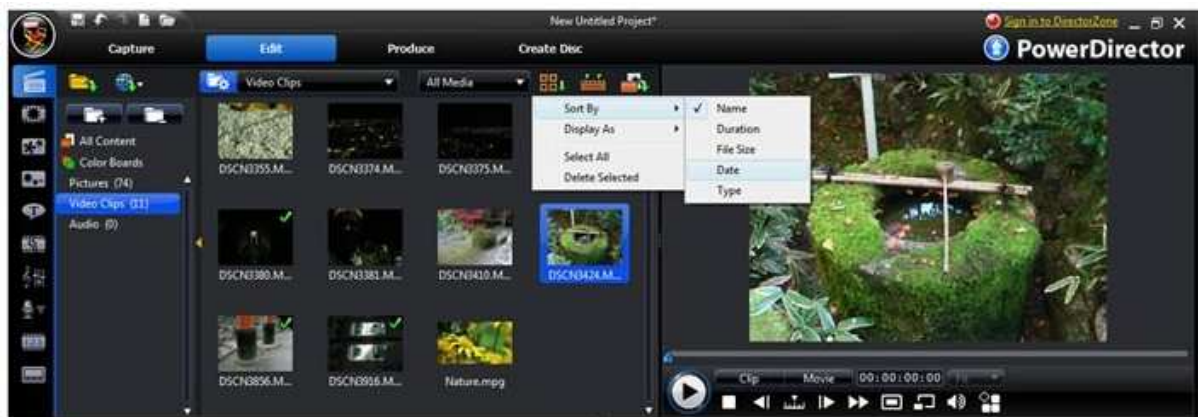 New Untitled Project*
Sign in to DirectorZone
Capture
Edit
Produce
Create Disc
PowerDirector
Video Clips
All Media
All Content
Color Boards
Pictures (74)
Video Clips (11)
Audio (0)
DSCN3355.M...
DSCN3374.M...
DSCN3375.M...
Sort By
Display As
Select All
Delete Selected
Name
Duration
File Size
Date
Type
DSCN3380.M...
DSCN3381.M...
DSCN3410.M...
DSCN3424.M...
DSCN3856.M...
DSCN3916.M...
Nature.mpg
Clip
Movie
00:00:00:00